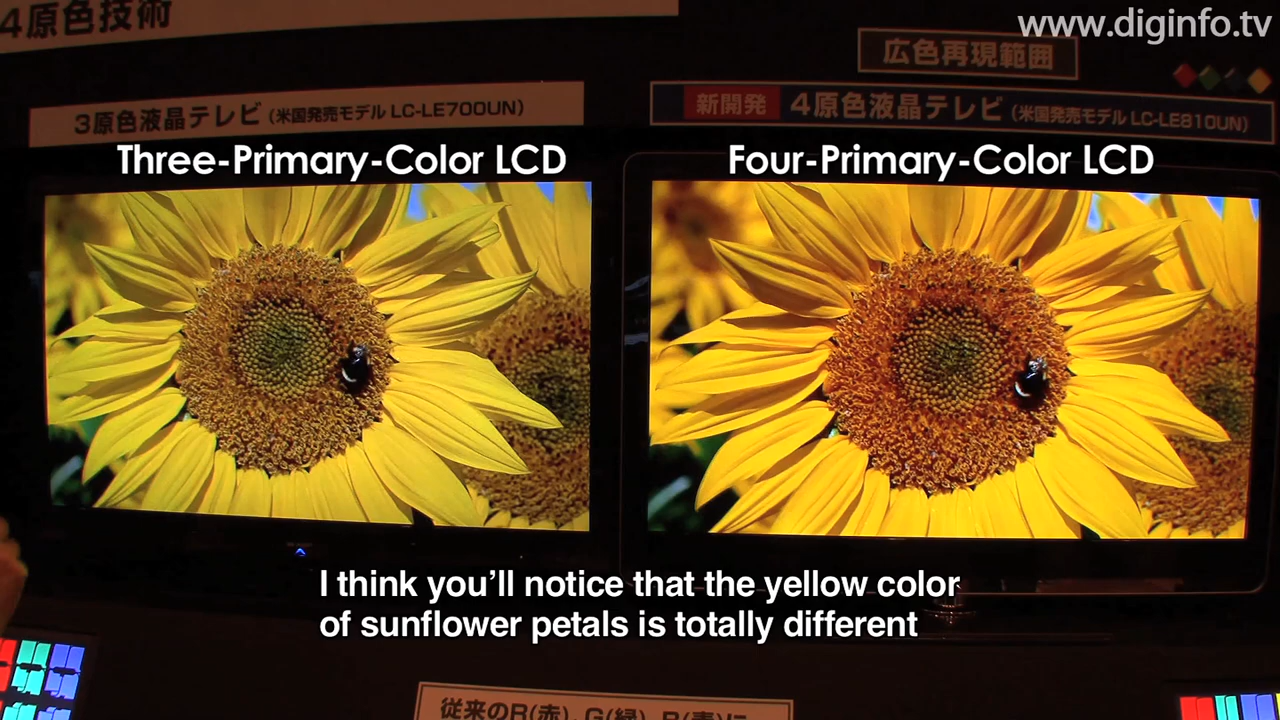 www.diginfo.tv
4原色技術
広色再現範囲
3原色液晶テレビ(米国発売モデル LC-LE700UN)
新開発 4原色液晶テレビ(米国発売モデル LC-LE810UN)
Three-Primary-Color LCD
Four-Primary-Color LCD
I think you'll notice that the yellow color
of sunflower petals is totally different
従来のR(赤)、G(緑)、B(青)に